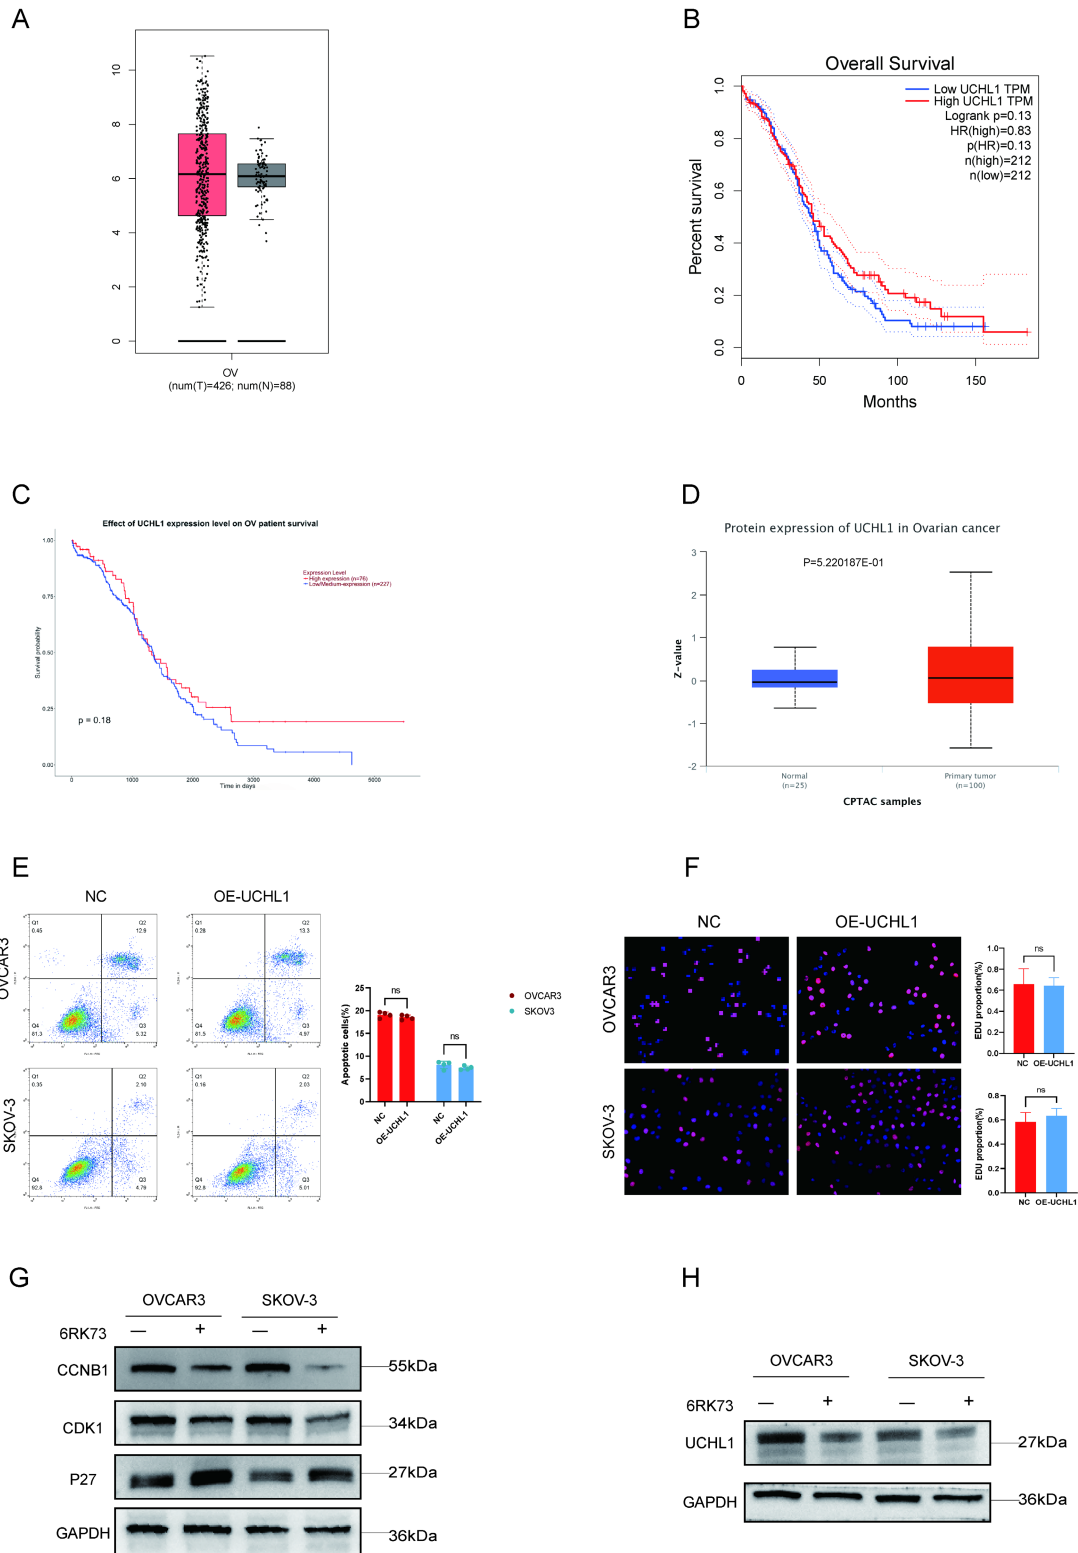 A
10
8
6
4
2
0
OV
(num(T)=426; num(N)=88)
B
Overall Survival
Low UCHL1 TPM
High UCHL1 TPM
Logrank p=0.13
HR(high)=0.83
p(HR)=0.13
n(high)=212
n(low)=212
Percent survival
1.0
0.8
0.6
0.4
0.2
0.0
0 50 100 150
Months
C
Effect of UCHL1 expression level on OV patient survival
Expression Level
High expression (n=76)
Low/Medium-expression (n=227)
Survival probability
1.00
0.75
0.50
0.25
0.00
p = 0.18
0 1000 2000 3000 4000 5000
Time in days
D
Protein expression of UCHL1 in Ovarian cancer
P=5.220187E-01
Z-value
3
2
1
0
-1
-2
Normal
(n=25)
Primary tumor
(n=100)
CPTAC samples
E
NC OE-UCHL1
OVCAR3
Q1
0.45
Q2
12.9
Q4
81.3
Q3
5.32
Q1
0.28
Q2
13.3
Q4
81.5
Q3
4.97
SKOV-3
Q1
0.35
Q2
2.10
Q4
92.8
Q3
4.76
Q1
0.16
Q2
2.03
Q4
92.8
Q3
5.01
Apoptotic cells(%)
25
20
15
10
5
0
ns
ns
NC
OE-UCHL1
NC
OE-UCHL1
OVCAR3
SKOV3
F
NC OE-UCHL1
OVCAR3
SKOV-3
EDU proportion(%)
1.0
0.8
0.6
0.4
0.2
0.0
ns
NC OE-UCHL1
EDU proportion(%)
0.8
0.6
0.4
0.2
0.0
ns
NC OE-UCHL1
G
OVCAR3 SKOV-3
6RK73 — + — +
CCNB1 55kDa
CDK1 34kDa
P27 27kDa
GAPDH 36kDa
H
OVCAR3 SKOV-3
6RK73 — + — +
UCHL1 27kDa
GAPDH 36kDa